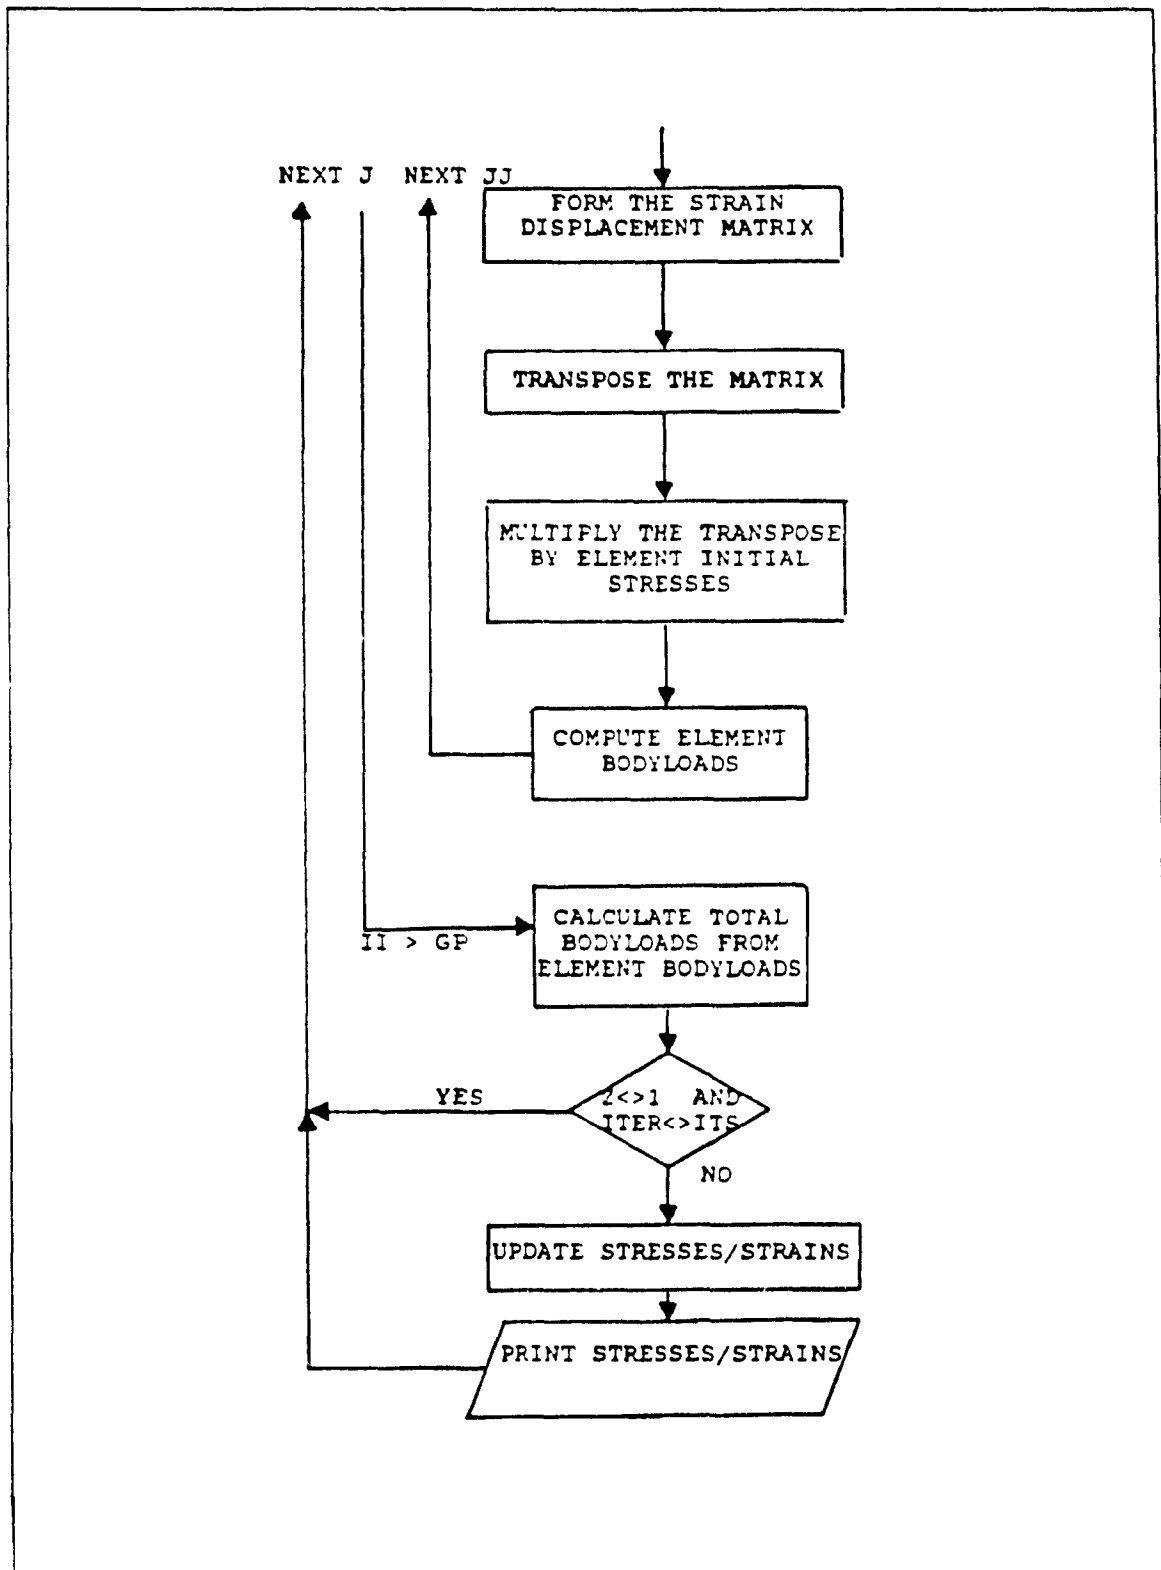 NEXT J NEXT JJ
FORM THE STRAIN
DISPLACEMENT MATRIX
TRANSPOSE THE MATRIX
MULTIPLY THE TRANSPOSE
BY ELEMENT INITIAL
STRESSES
COMPUTE ELEMENT
BODYLOADS
CALCULATE TOTAL
BODYLOADS FROM
ELEMENT BODYLOADS
II > GP
YES
AND
ITER<>ITS
NO
UPDATE STRESSES/STRAINS
PRINT STRESSES/STRAINS